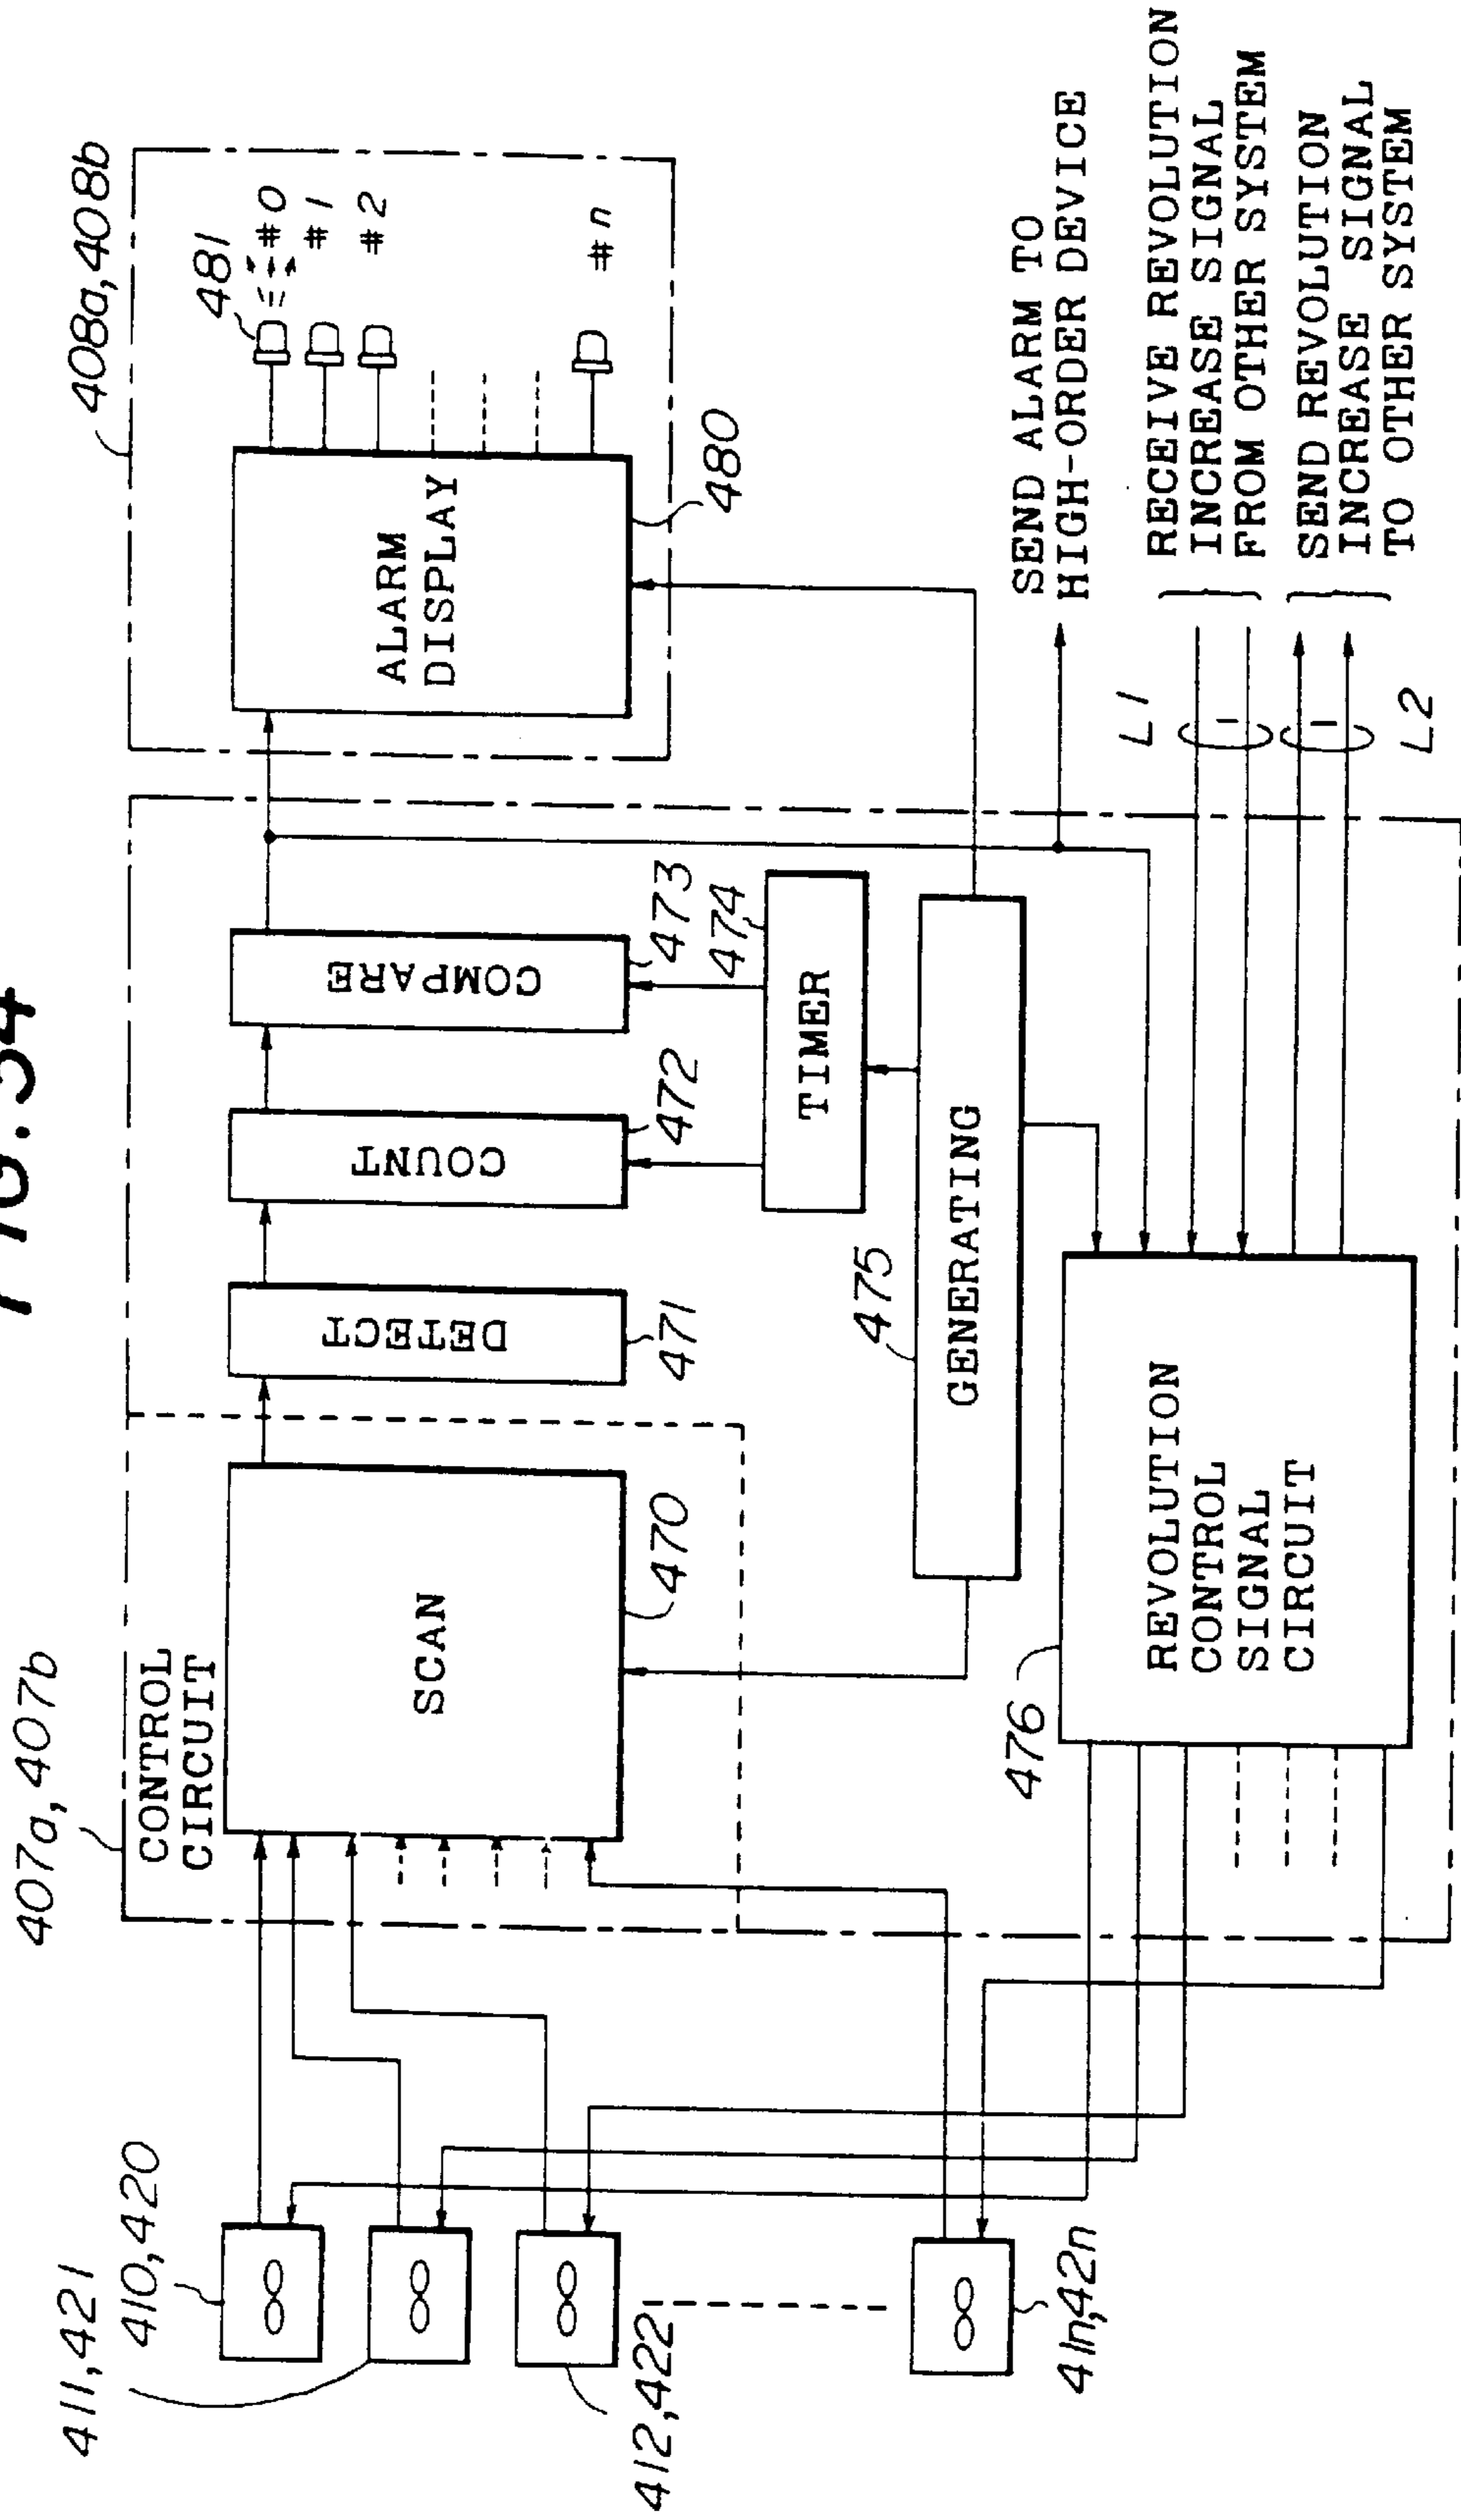 FIG.34
407a, 407b
408a, 408b
CONTROL
CIRCUIT
411, 421
410, 420
412, 422
41n, 42n
SCAN
470
DETECT
471
COUNT
472
COMPARE
473
474
TIMER
475
GENERATING
476
REVOLUTION
CONTROL
SIGNAL
CIRCUIT
ALARM
DISPLAY
480
481
#0
#1
#2
#n
SEND ALARM TO
HIGH-ORDER DEVICE
L1
RECEIVE REVOLUTION
INCREASE SIGNAL
FROM OTHER SYSTEM
SEND REVOLUTION
INCREASE SIGNAL
TO OTHER SYSTEM
L2